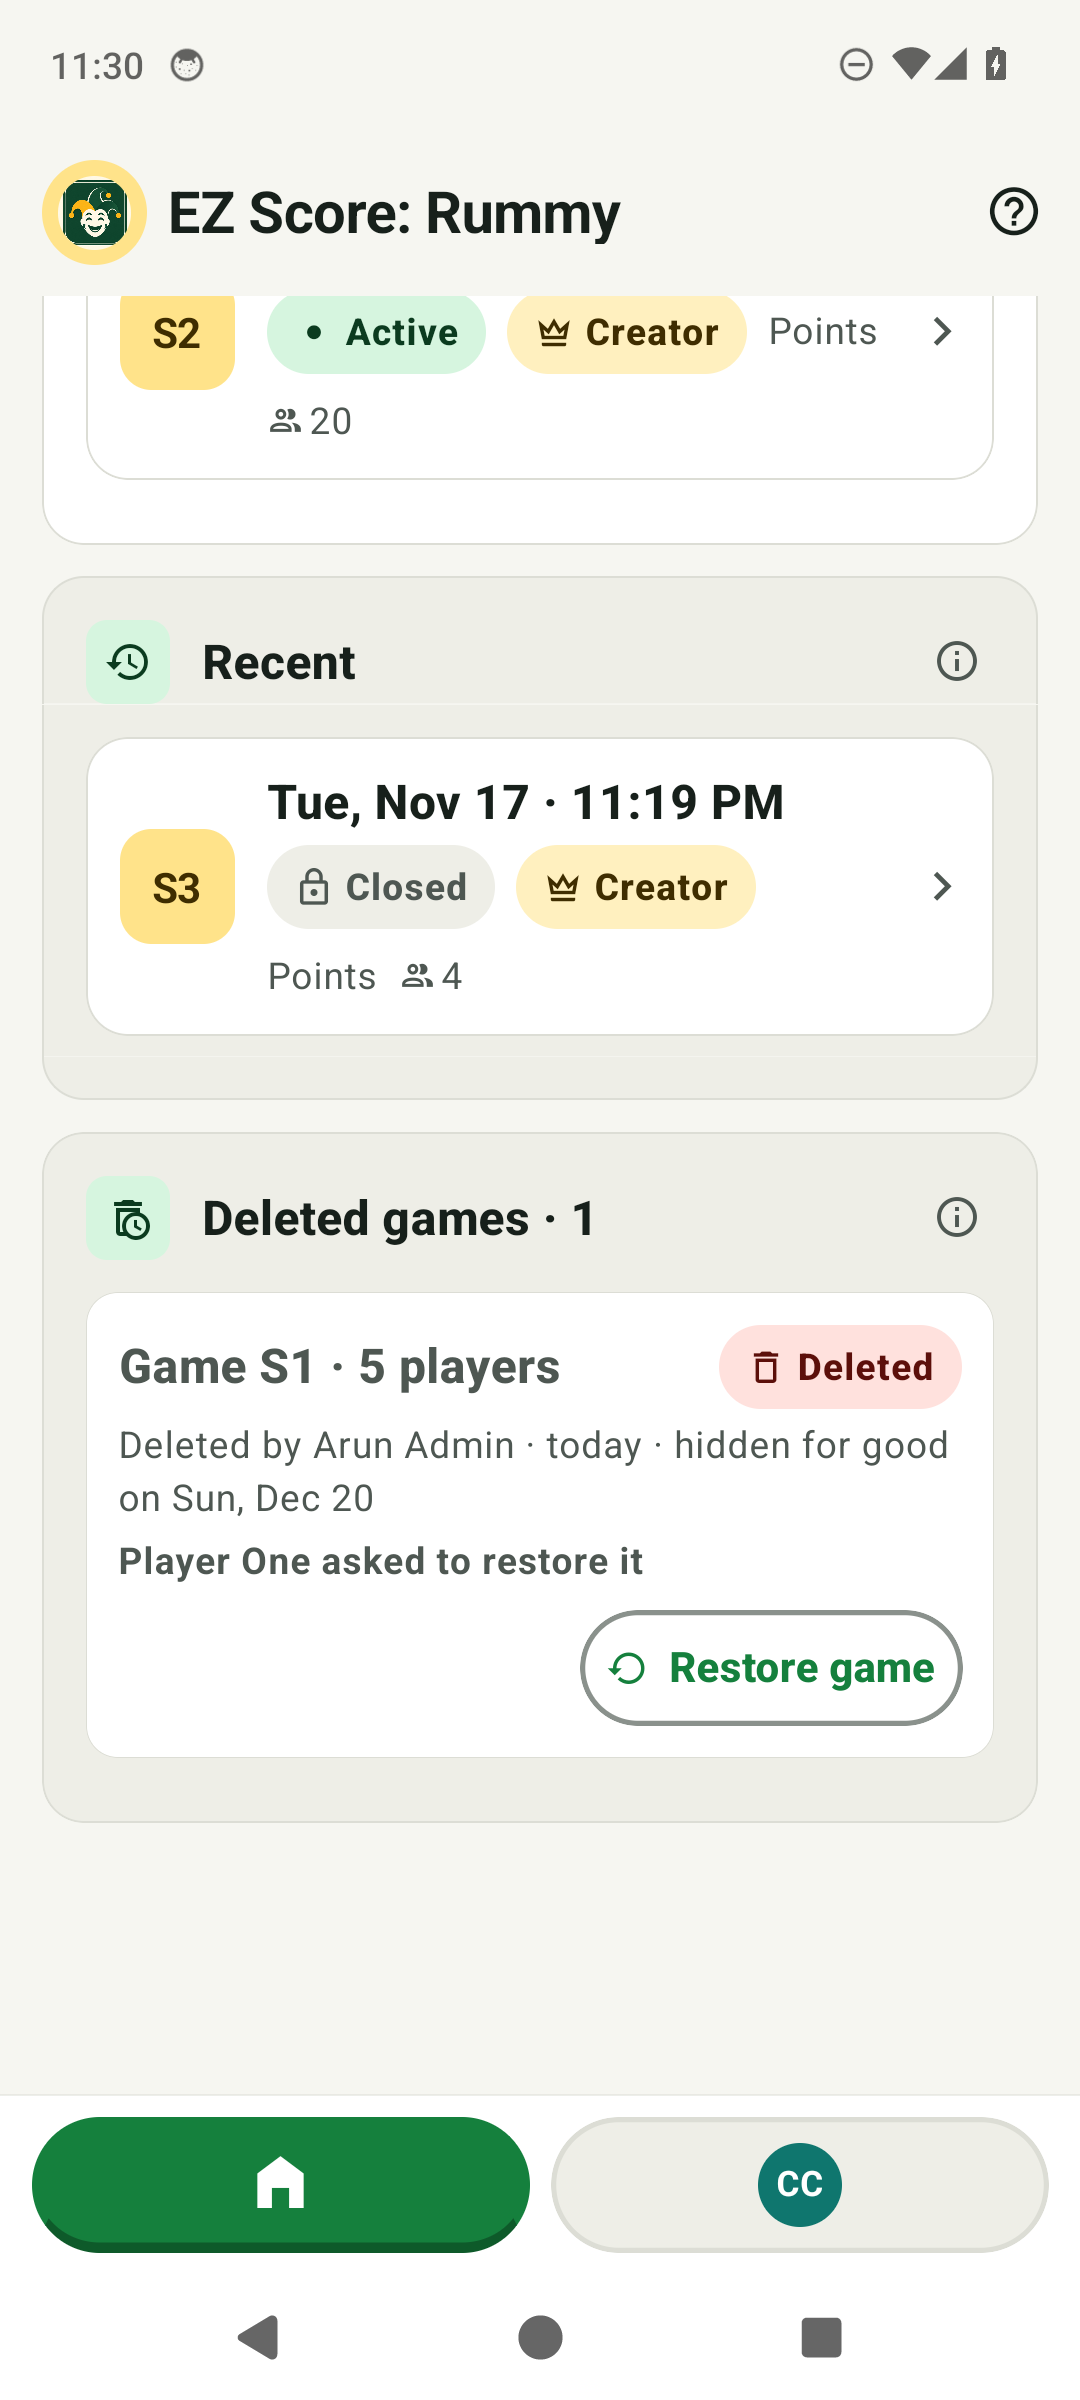 11:30
EZ Score: Rummy
S2
Active
Creator
Points
20
Recent
Tue, Nov 17 · 11:19 PM
S3
Closed
Creator
Points 4
Deleted games · 1
Game S1 · 5 players
Deleted
Deleted by Arun Admin · today · hidden for good
on Sun, Dec 20
Player One asked to restore it
Restore game
CC